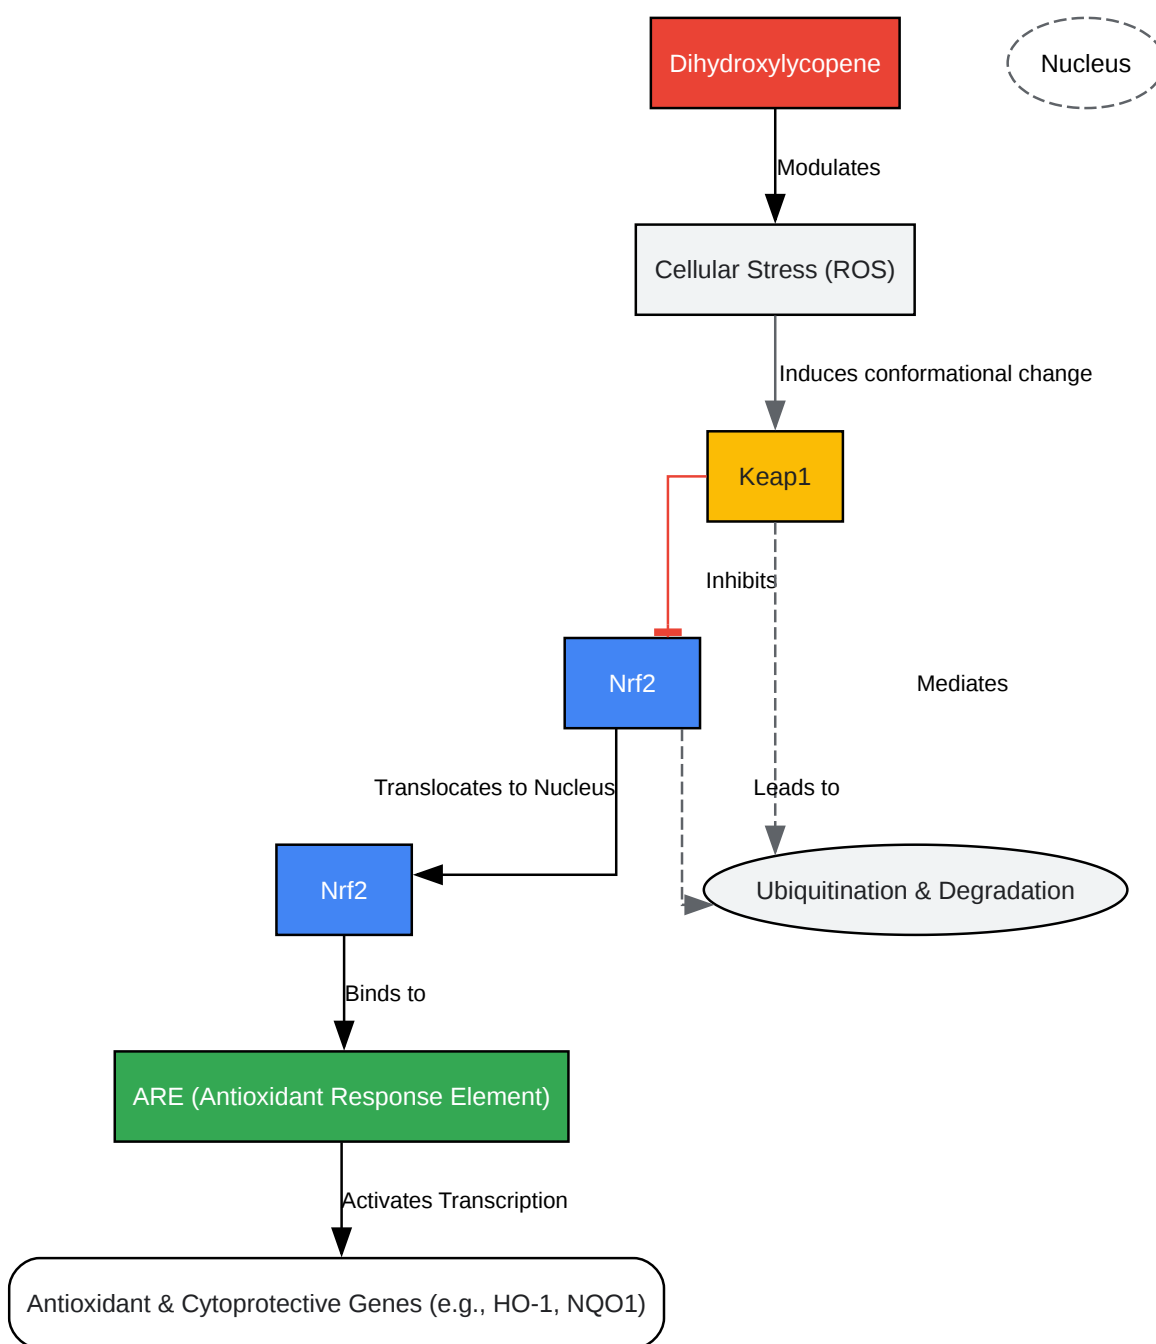 Dihydroxylycopene
Nucleus
Modulates
Cellular Stress (ROS)
Induces conformational change
Keap1
Inhibits
Nrf2
Mediates
Translocates to Nucleus
Leads to
Nrf2
Ubiquitination & Degradation
Binds to
ARE (Antioxidant Response Element)
Activates Transcription
Antioxidant & Cytoprotective Genes (e.g., HO-1, NQO1)